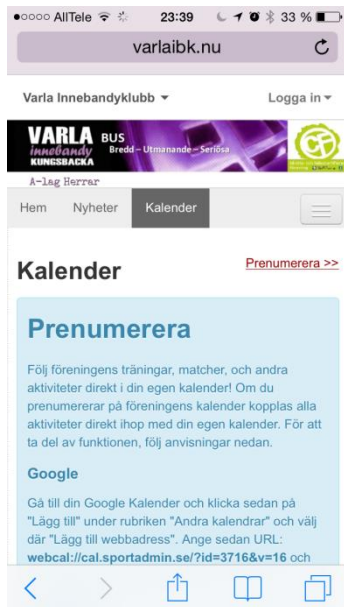 AllTele 23:39 33 %
varlaibk.nu
Varla Innebandyklubb Logga in
VARLA BUS
innebandy Bredd – Utmanande – Seriösa
KUNGSBACKA
CF
A-lag Herrar
Hem Nyheter Kalender
Kalender Prenumerera >>
Prenumerera
Följ föreningens träningar, matcher, och andra
aktiviteter direkt i din egen kalender! Om du
prenumererar på föreningens kalender kopplas alla
aktiviteter direkt ihop med din egen kalender. För att
ta del av funktionen, följ anvisningar nedan.
Google
Gå till din Google Kalender och klicka sedan på
"Lägg till" under rubriken "Andra kalendrar" och välj
där "Lägg till webbadress". Ange sedan URL:
webcal://cal.sportadmin.se/?id=3716&v=16 och